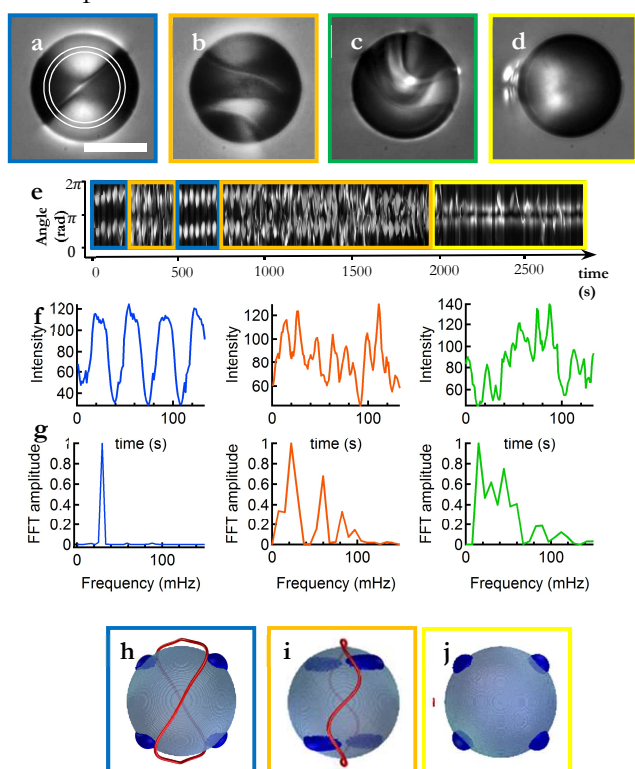 a b c d
e
2π
π
0
Angle
(rad)
0 500 1000 1500 2000 2500 time
(s)
f
Intensity
120
100
80
60
40
0 100
time (s)
Intensity
120
100
80
60
0 100
time (s)
Intensity
140
120
100
80
60
0 100
time (s)
g
FFT amplitude
1
0.8
0.6
0.4
0.2
0
0 100
Frequency (mHz)
FFT amplitude
1
0.8
0.6
0.4
0.2
0
0 100
Frequency (mHz)
FFT amplitude
1
0.8
0.6
0.4
0.2
0
0 100
Frequency (mHz)
h i j